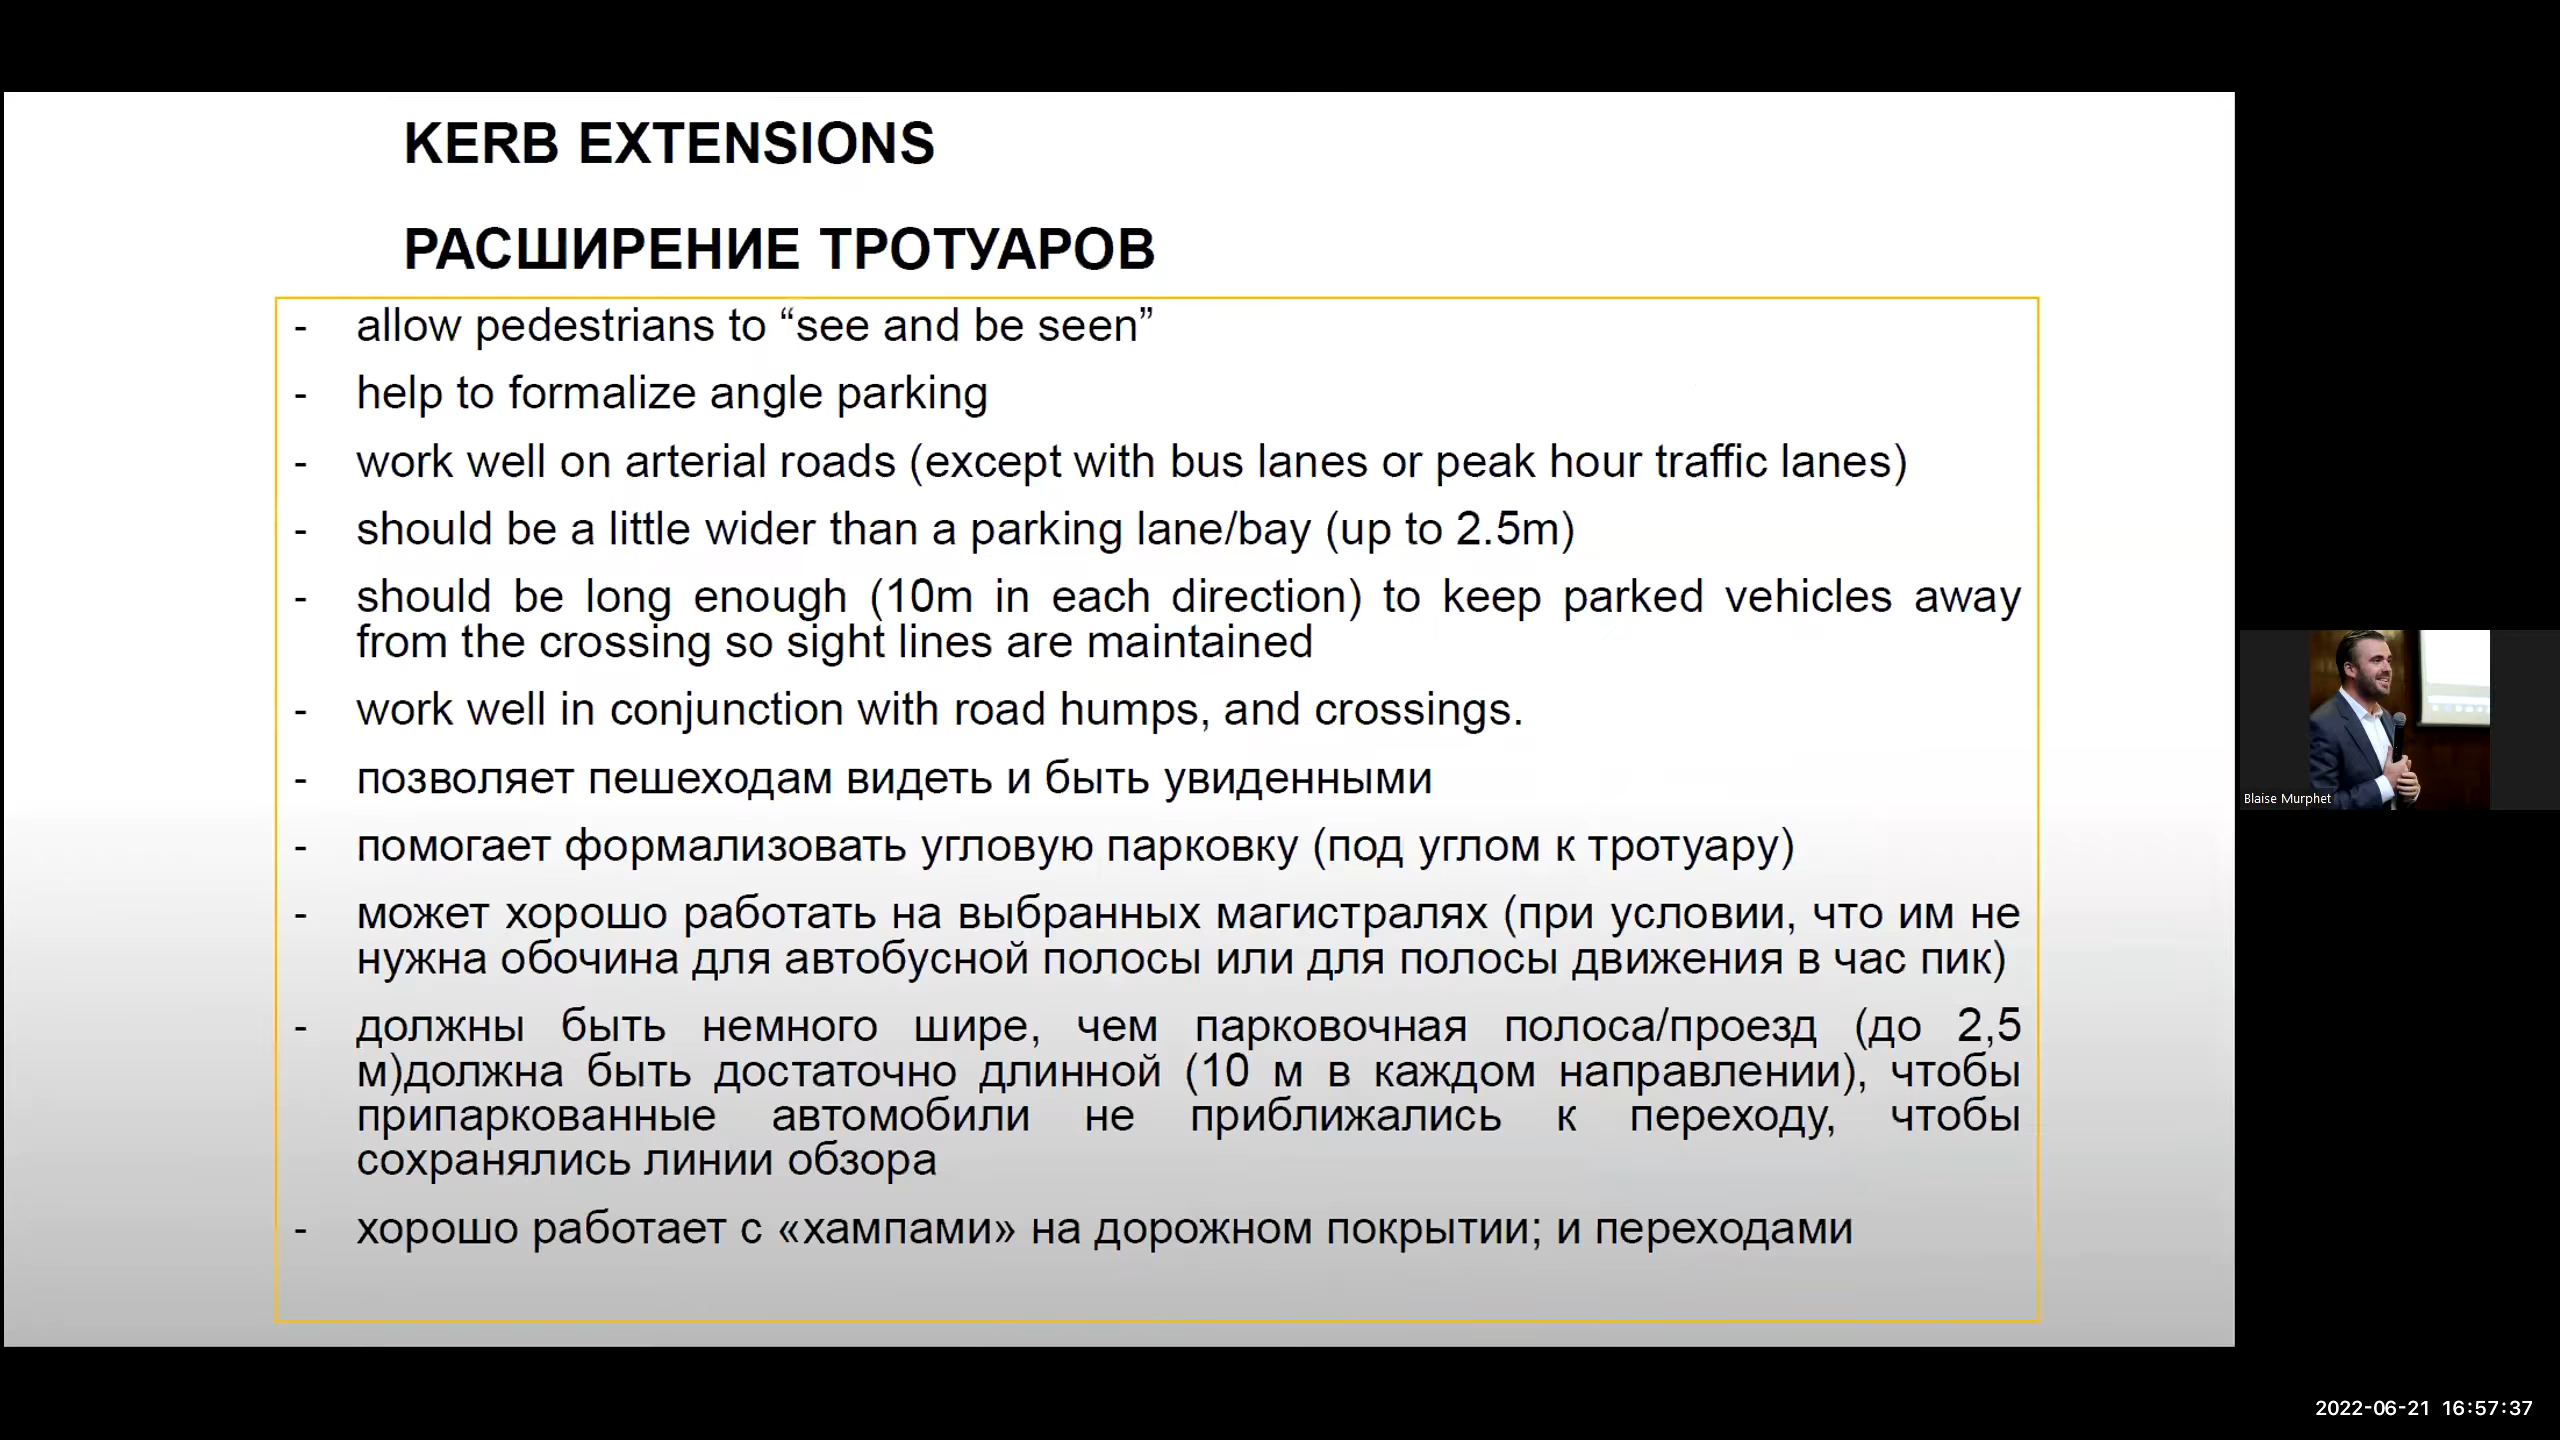 KERB EXTENSIONS
РАСШИРЕНИЕ ТРОТУАРОВ
- allow pedestrians to “see and be seen”
- help to formalize angle parking
- work well on arterial roads (except with bus lanes or peak hour traffic lanes)
- should be a little wider than a parking lane/bay (up to 2.5m)
- should be long enough (10m in each direction) to keep parked vehicles away
from the crossing so sight lines are maintained
- work well in conjunction with road humps, and crossings.
- позволяет пешеходам видеть и быть увиденными
- помогает формализовать угловую парковку (под углом к тротуару)
- может хорошо работать на выбранных магистралях (при условии, что им не
нужна обочина для автобусной полосы или для полосы движения в час пик)
- должны быть немного шире, чем парковочная полоса/проезд (до 2,5
м)должна быть достаточно длинной (10 м в каждом направлении), чтобы
припаркованные автомобили не приближались к переходу, чтобы
сохранялись линии обзора
- хорошо работает с «хампами» на дорожном покрытии; и переходами
Blaise Murphet
2022-06-21 16:57:37